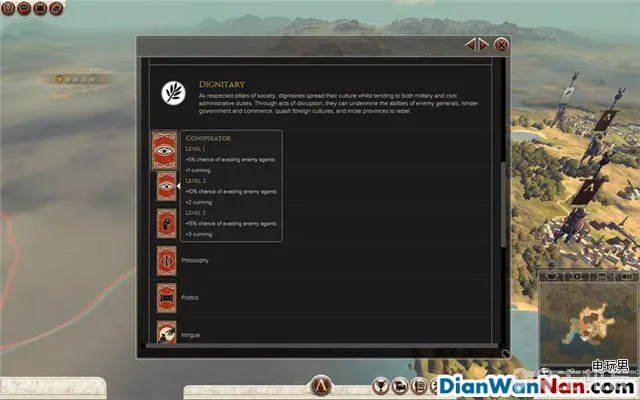 DIGNITARY
As respected pillars of society, dignitaries spread their culture whilst tending to both military and civic
administrative duties. Through acts of disruption, they can undermine the abilities of enemy generals, hinder
government and commerce, quash foreign cultures, and incite provinces to rebel.
CONSPIRATOR
LEVEL 1
+5% chance of evading enemy agents
+1 cunning
LEVEL 2
+10% chance of evading enemy agents
+2 cunning
LEVEL 3
+15% chance of evading enemy agents
+3 cunning
Philosophy
Politics
Intrigue
电玩男
DianWanNan.com